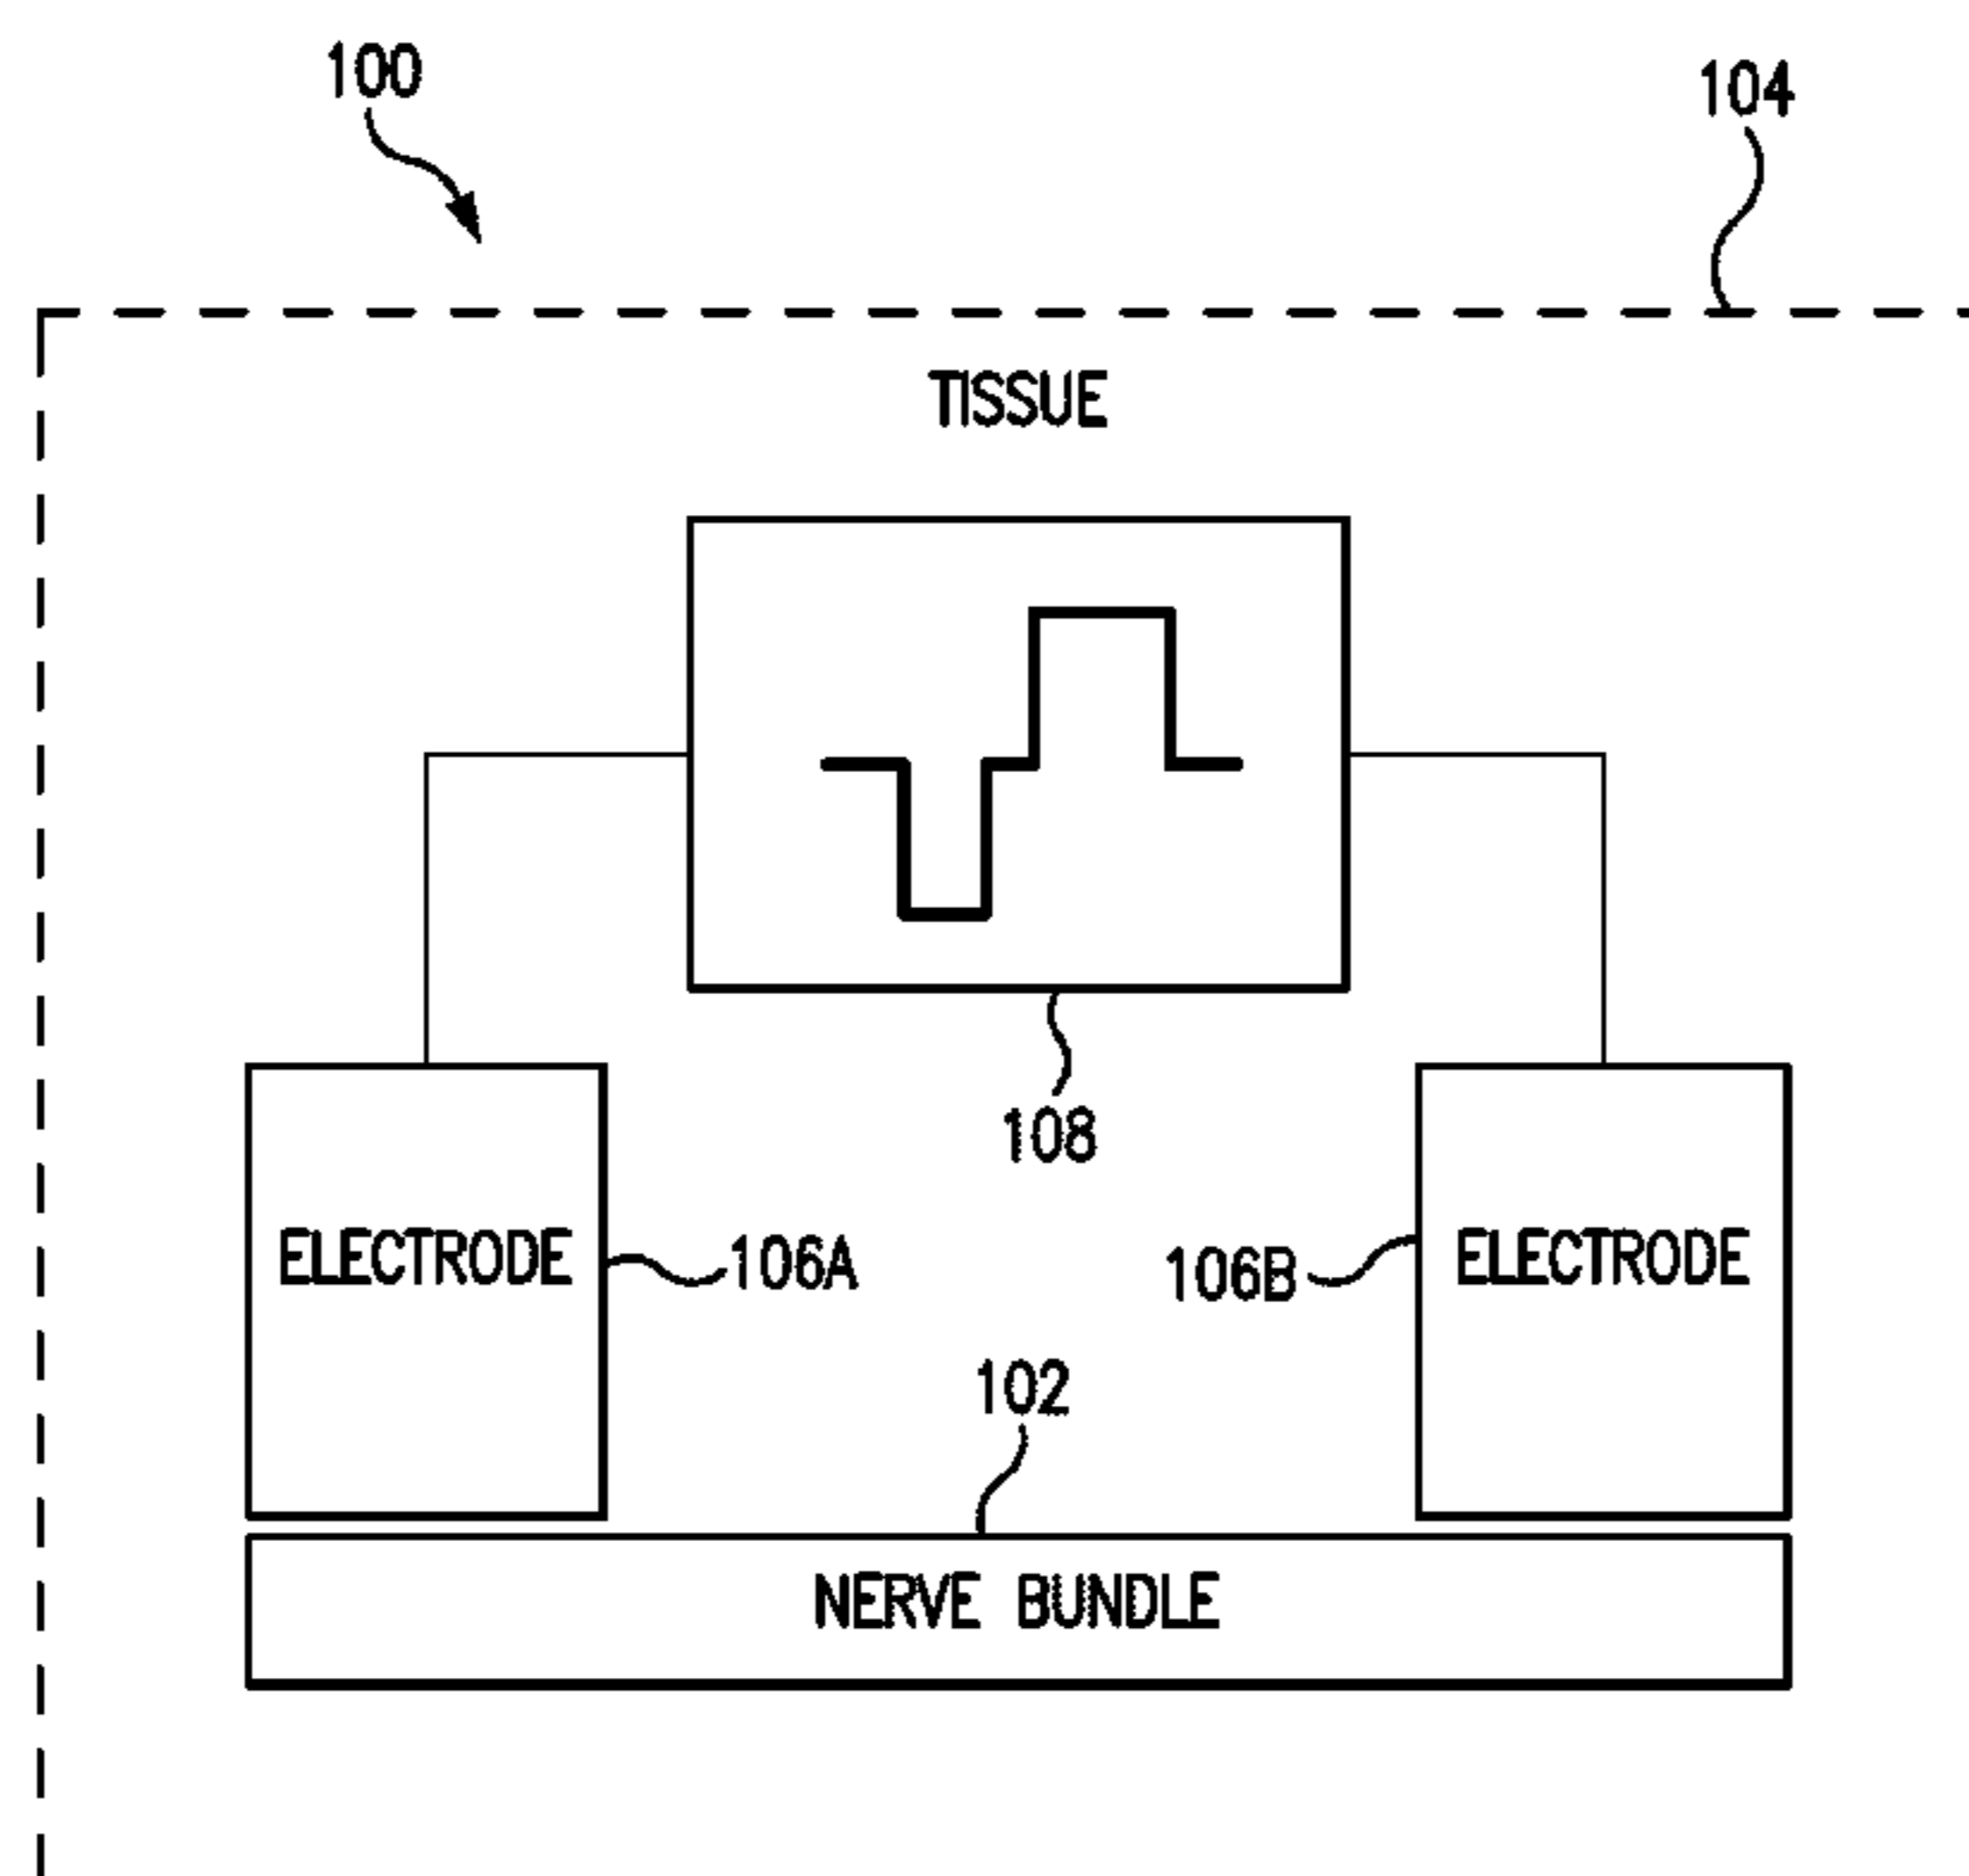 100
104
TISSUE
108
ELECTRODE
106A
106B
ELECTRODE
102
NERVE BUNDLE